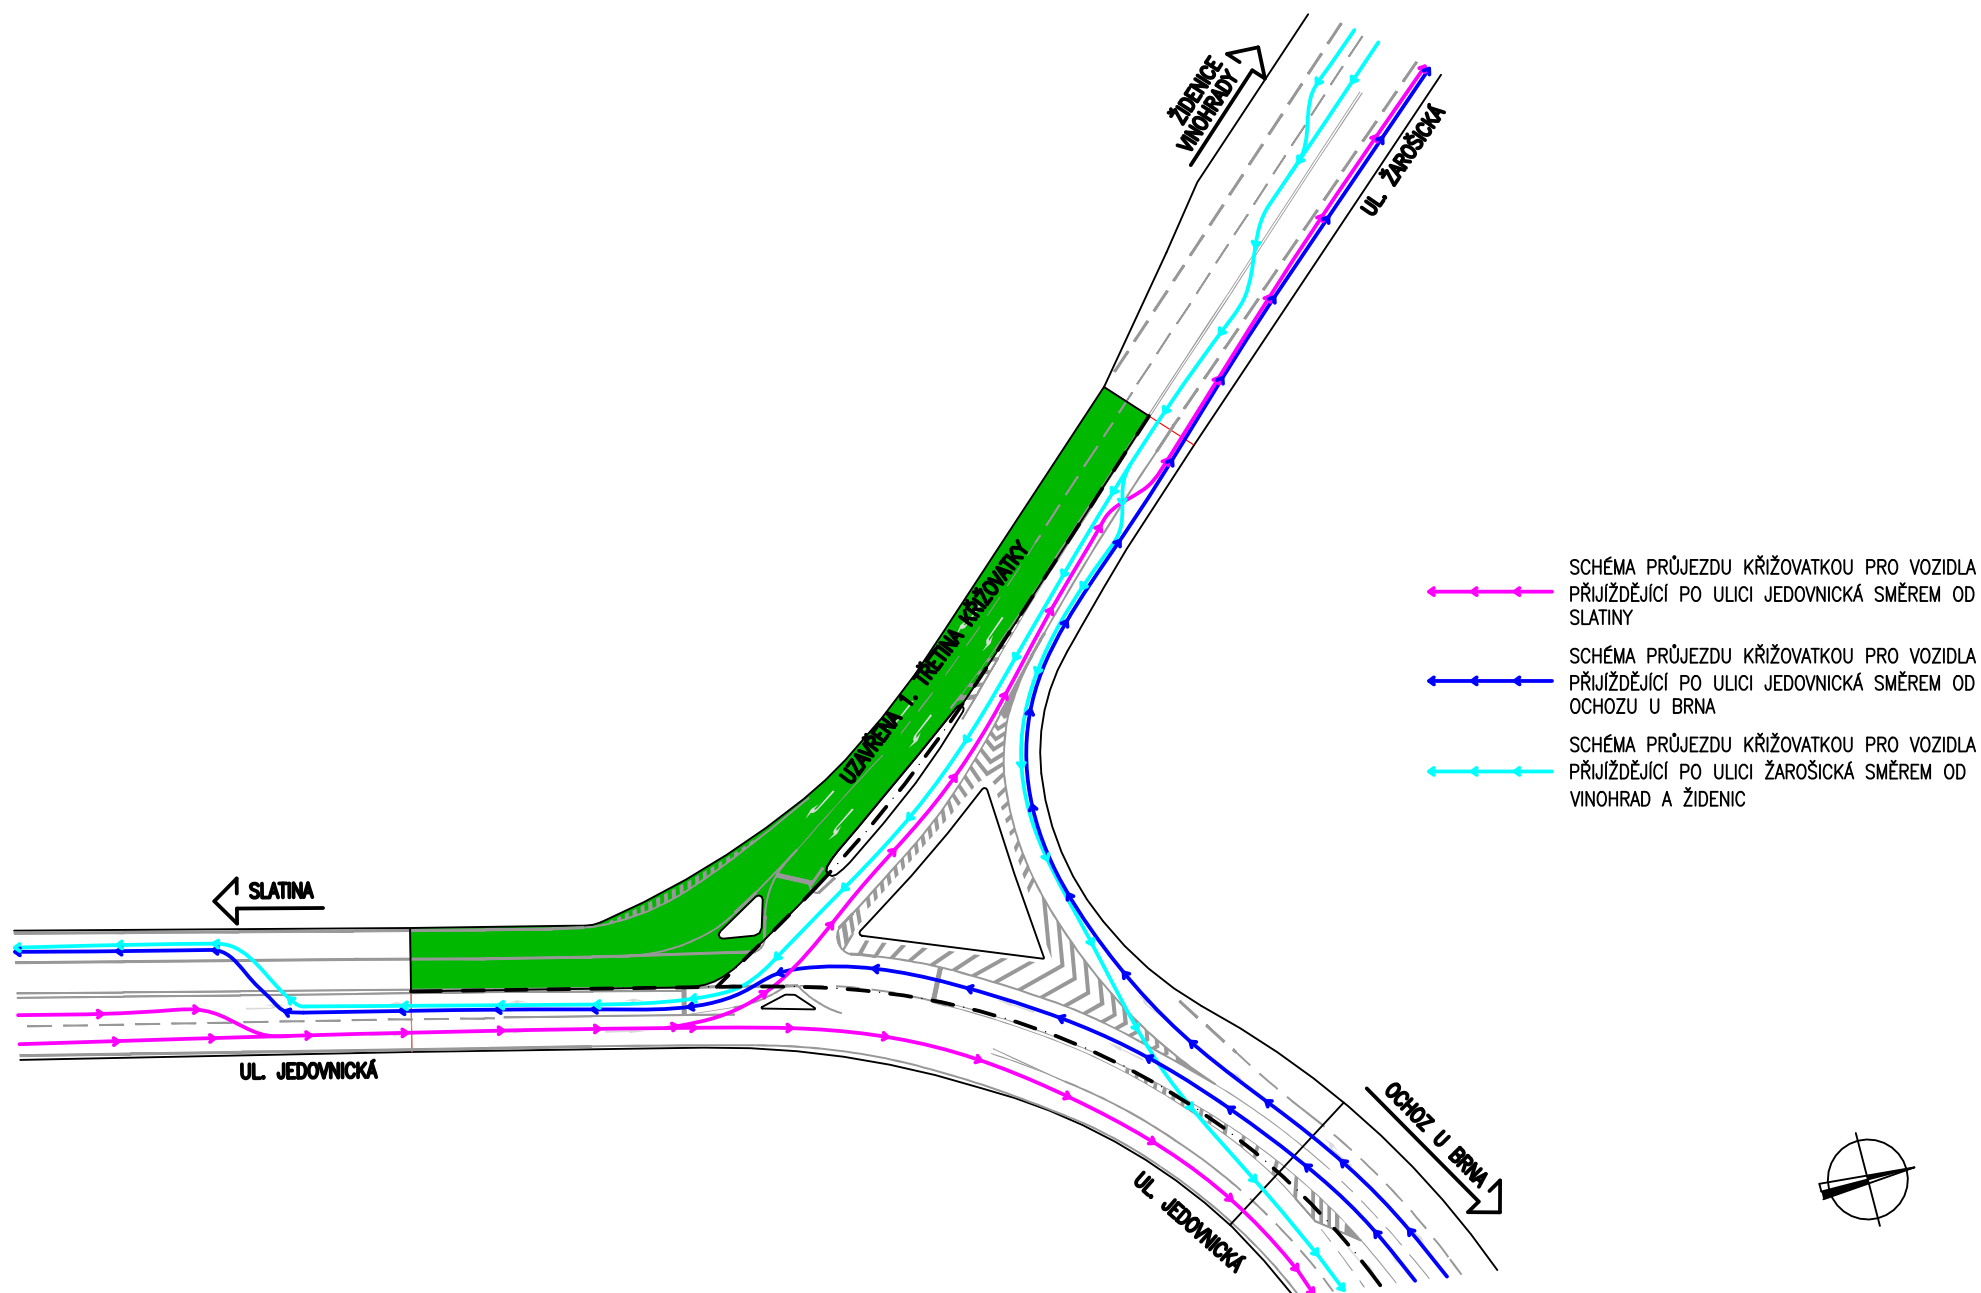 ŽIDENICE
VINOHRADY
UL. ŽAROŠICKÁ
UZAVŘENA 1. TŘETINA KŘIŽOVATKY
SCHÉMA PRŮJEZDU KŘIŽOVATKOU PRO VOZIDLA
PŘIJÍŽDĚJÍCÍ PO ULICI JEDOVNICKÁ SMĚREM OD
SLATINY
SCHÉMA PRŮJEZDU KŘIŽOVATKOU PRO VOZIDLA
PŘIJÍŽDĚJÍCÍ PO ULICI JEDOVNICKÁ SMĚREM OD
OCHOZU U BRNA
SCHÉMA PRŮJEZDU KŘIŽOVATKOU PRO VOZIDLA
PŘIJÍŽDĚJÍCÍ PO ULICI ŽAROŠICKÁ SMĚREM OD
VINOHRAD A ŽIDENIC
SLATINA
UL. JEDOVNICKÁ
OCHOZ U BRNA
UL. JEDOVNICKÁ